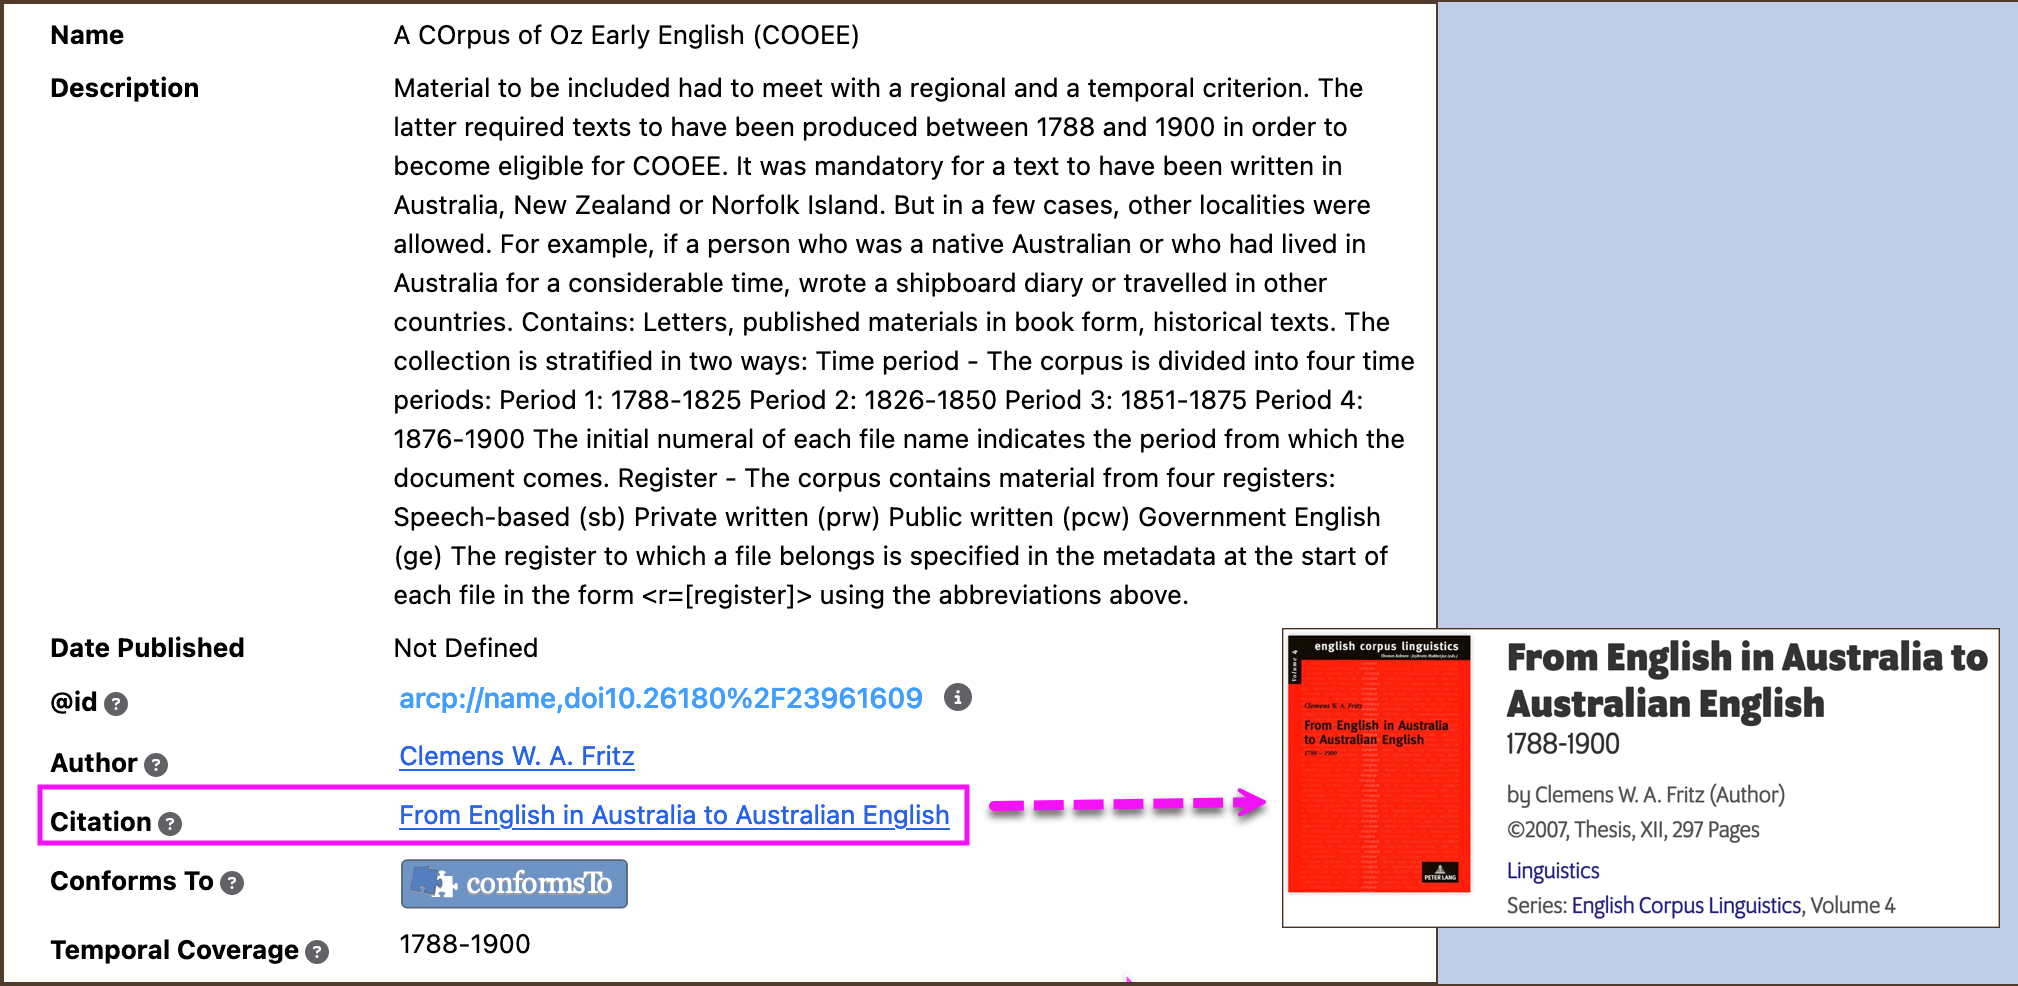 Name
A COrpus of Oz Early English (COOEE)
Description
Material to be included had to meet with a regional and a temporal criterion. The
latter required texts to have been produced between 1788 and 1900 in order to
become eligible for COOEE. It was mandatory for a text to have been written in
Australia, New Zealand or Norfolk Island. But in a few cases, other localities were
allowed. For example, if a person who was a native Australian or who had lived in
Australia for a considerable time, wrote a shipboard diary or travelled in other
countries. Contains: Letters, published materials in book form, historical texts. The
collection is stratified in two ways: Time period - The corpus is divided into four time
periods: Period 1: 1788-1825 Period 2: 1826-1850 Period 3: 1851-1875 Period 4:
1876-1900 The initial numeral of each file name indicates the period from which the
document comes. Register - The corpus contains material from four registers:
Speech-based (sb) Private written (prw) Public written (pcw) Government English
(ge) The register to which a file belongs is specified in the metadata at the start of
each file in the form <r=[register]> using the abbreviations above.
Date Published
Not Defined
@id ?
arcp://name,doi10.26180%2F23961609 i
Author ?
Clemens W. A. Fritz
Citation ?
From English in Australia to Australian English
Conforms To ?
conformsTo
Temporal Coverage ?
1788-1900
english corpus linguistics
Volume 4
Clemens W. A. Fritz
From English in Australia
to Australian English
1788 – 1900
PETER LANG
From English in Australia to
Australian English
1788-1900
by Clemens W. A. Fritz (Author)
©2007, Thesis, XII, 297 Pages
Linguistics
Series: English Corpus Linguistics, Volume 4